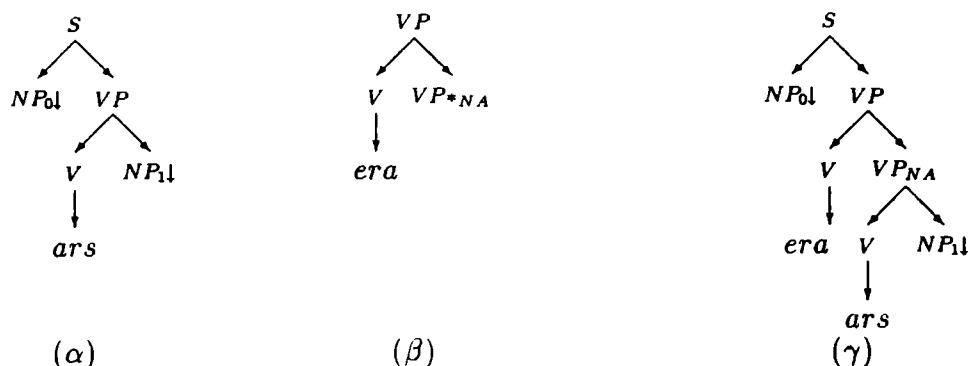 S
NP₀↓ VP
V NP₁↓
ars
(α)
VP
V VP*NA
era
(β)
S
NP₀↓ VP
V VPNA
era V NP₁↓
ars
(γ)